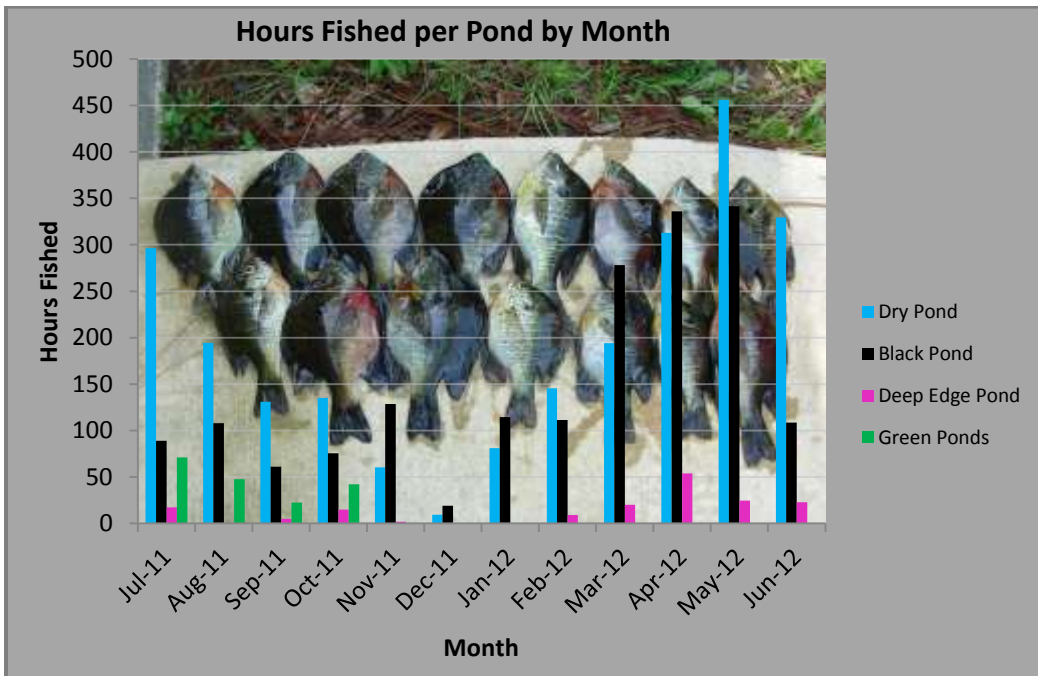 Hours Fished per Pond by Month
500
450
400
350
300
250
200
150
100
50
0
Hours Fished
Jul-11
Aug-11
Sep-11
Oct-11
Nov-11
Dec-11
Jan-12
Feb-12
Mar-12
Apr-12
May-12
Jun-12
Month
Dry Pond
Black Pond
Deep Edge Pond
Green Ponds